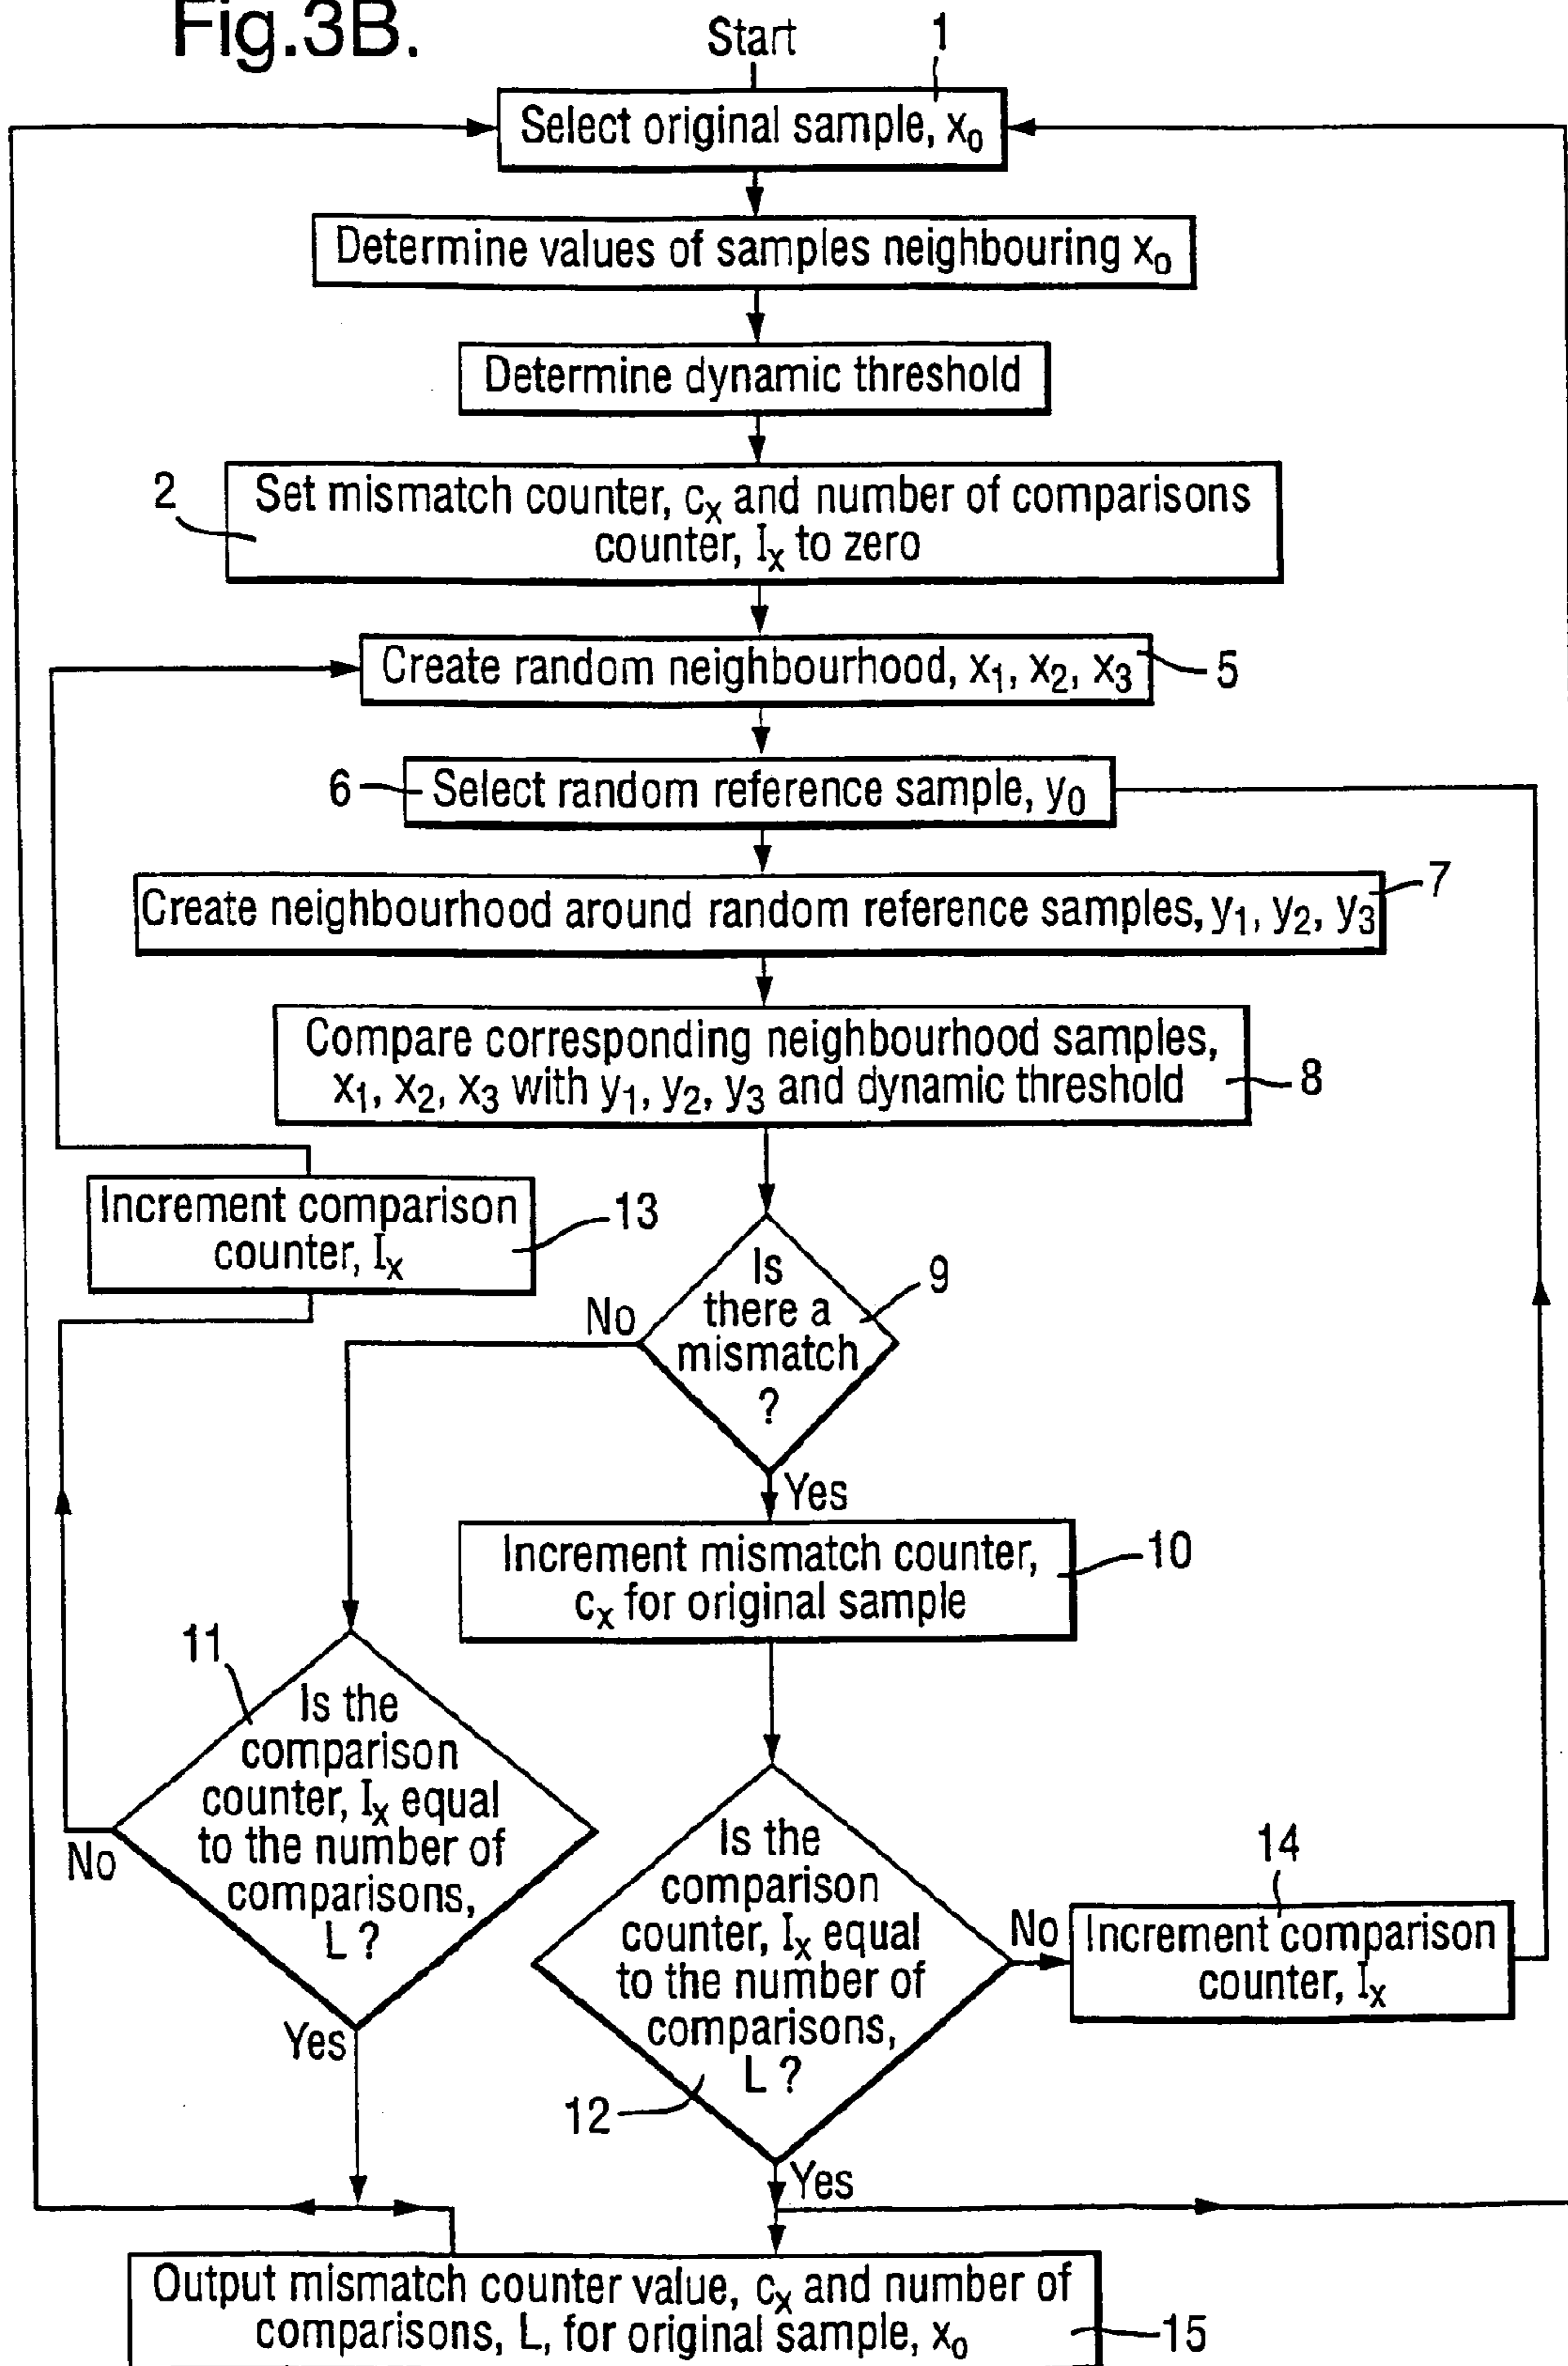 Fig.3B.
Start
1
Select original sample, x₀
Determine values of samples neighbouring x₀
Determine dynamic threshold
2
Set mismatch counter, cₓ and number of comparisons
counter, Iₓ to zero
Create random neighbourhood, x₁, x₂, x₃
5
6
Select random reference sample, y₀
Create neighbourhood around random reference samples, y₁, y₂, y₃
7
Compare corresponding neighbourhood samples,
x₁, x₂, x₃ with y₁, y₂, y₃ and dynamic threshold
8
Increment comparison
counter, Iₓ
13
Is
there a
mismatch
?
9
No
Yes
Increment mismatch counter,
cₓ for original sample
10
11
Is the
comparison
counter, Iₓ equal
to the number of
comparisons,
L ?
No
Yes
Is the
comparison
counter, Iₓ equal
to the number of
comparisons,
L ?
12
No
Yes
14
Increment comparison
counter, Iₓ
Output mismatch counter value, cₓ and number of
comparisons, L, for original sample, x₀
15